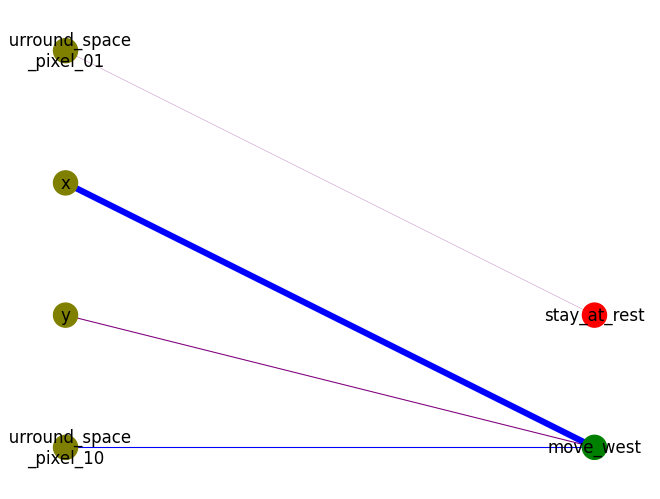 urround_space
_pixel_01
x
y
stay_at_rest
urround_space
_pixel_10
move_west